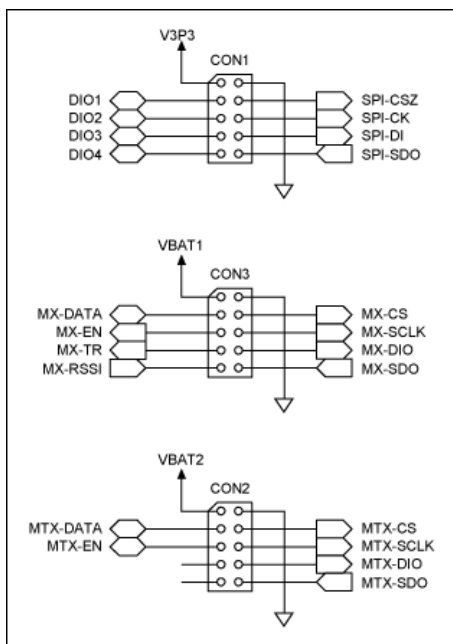 V3P3
CON1
DIO1 SPI-CSZ
DIO2 SPI-CK
DIO3 SPI-DI
DIO4 SPI-SDO
VBAT1
CON3
MX-DATA MX-CS
MX-EN MX-SCLK
MX-TR MX-DIO
MX-RSSI MX-SDO
VBAT2
CON2
MTX-DATA MTX-CS
MTX-EN MTX-SCLK
MTX-DIO
MTX-SDO